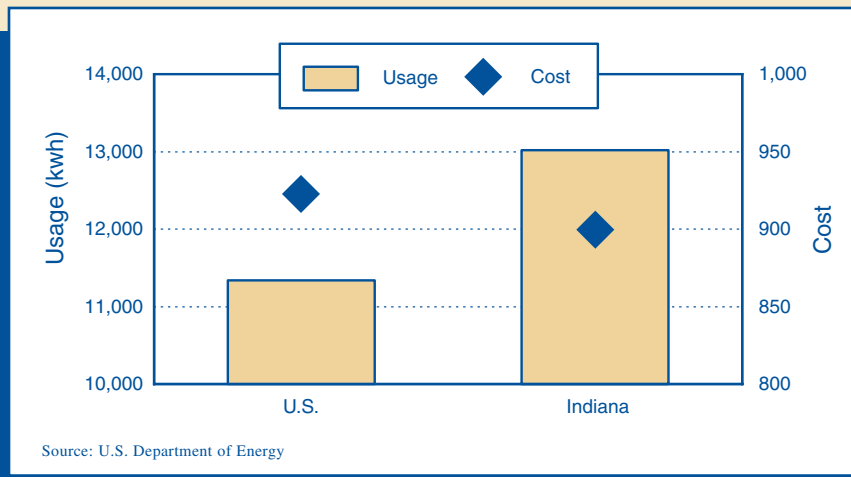 Usage Cost
14,000
13,000
12,000
11,000
10,000
Usage (kwh)
1,000
950
900
850
800
Cost
U.S. Indiana
Source: U.S. Department of Energy